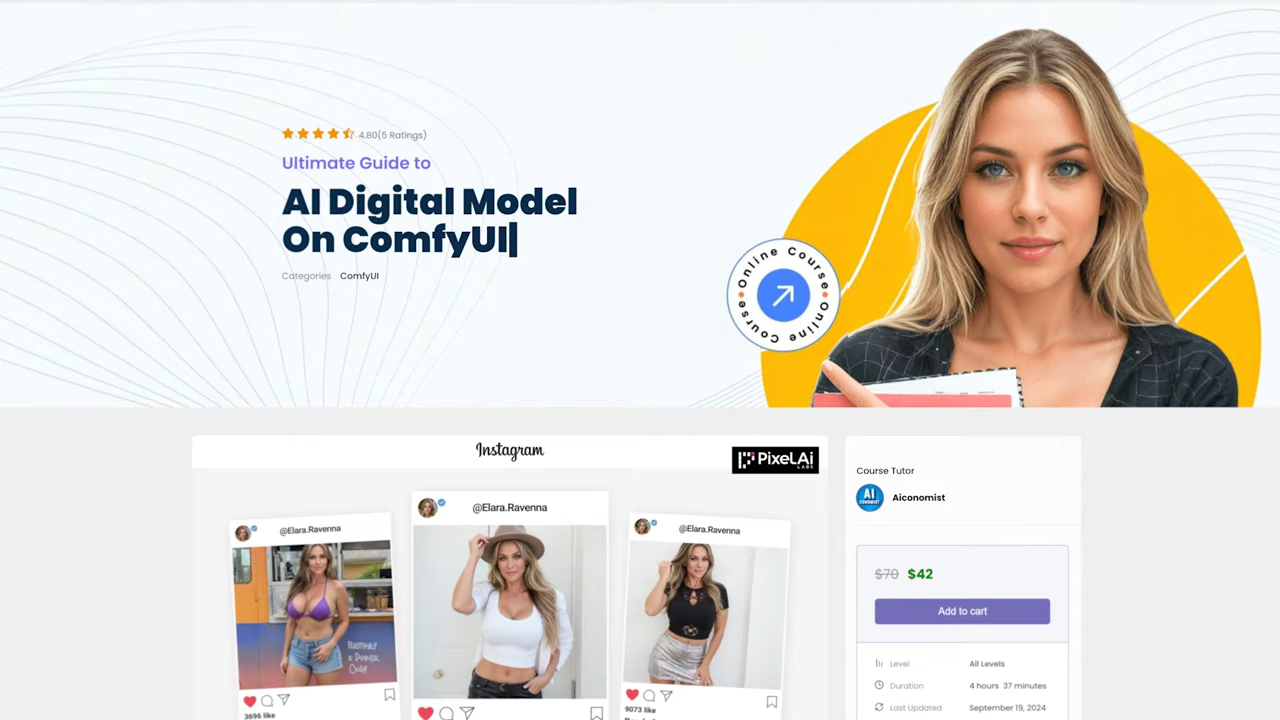 4.80(5 Ratings)
Ultimate Guide to
AI Digital Model
On ComfyUI
Categories ComfyUI
Online Course Online Course
Instagram
PixelAi
LABS
@Elara.Ravenna
@Elara.Ravenna
@Elara.Ravenna
3696 like
9073 like
Course Tutor
AI
Aiconomist
$70 $42
Add to cart
Level All Levels
Duration 4 hours 37 minutes
Last Updated September 19, 2024